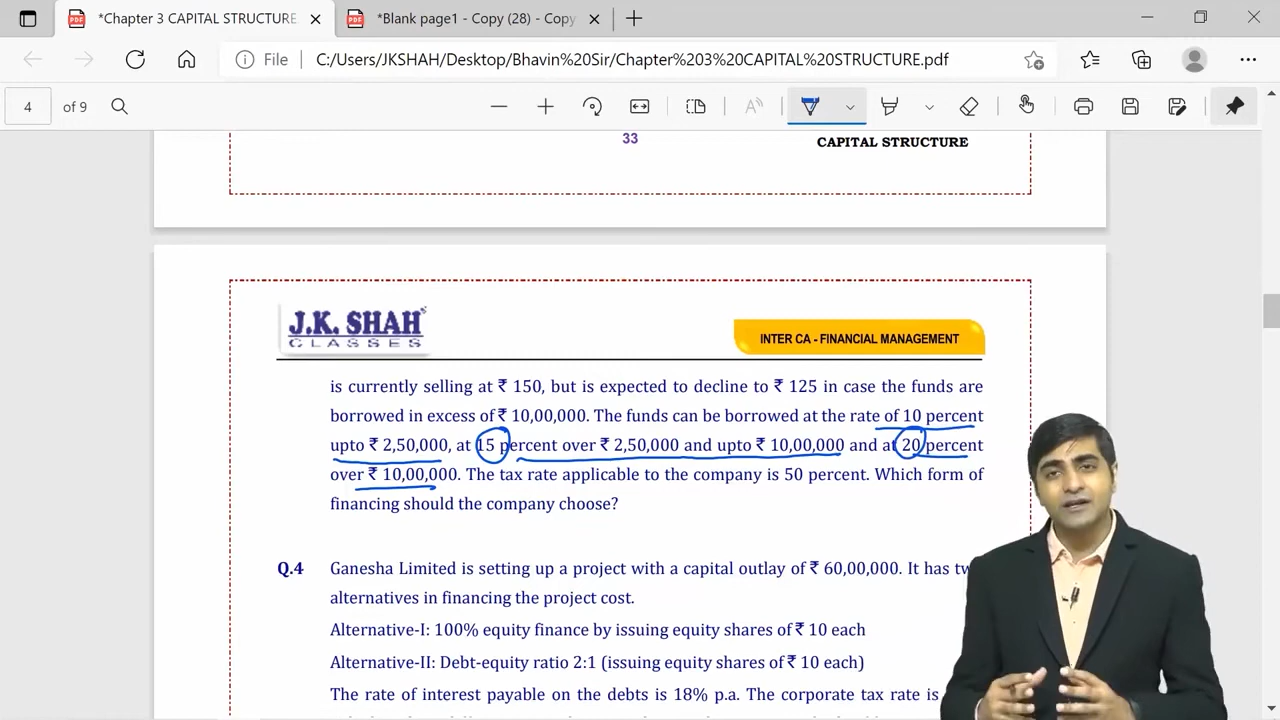 *Chapter 3 CAPITAL STRUCTURE
*Blank page1 - Copy (28) - Copy
File
C:/Users/JKSHAH/Desktop/Bhavin%20Sir/Chapter%203%20CAPITAL%20STRUCTURE.pdf
4 of 9
33
CAPITAL STRUCTURE
J.K. SHAH
CLASSES
INTER CA - FINANCIAL MANAGEMENT
is currently selling at ₹ 150, but is expected to decline to ₹ 125 in case the funds are
borrowed in excess of ₹ 10,00,000. The funds can be borrowed at the rate of 10 percent
upto ₹ 2,50,000, at 15 percent over ₹ 2,50,000 and upto ₹ 10,00,000 and at 20 percent
over ₹ 10,00,000. The tax rate applicable to the company is 50 percent. Which form of
financing should the company choose?
Q.4 Ganesha Limited is setting up a project with a capital outlay of ₹ 60,00,000. It has
alternatives in financing the project cost.
Alternative-I: 100% equity finance by issuing equity shares of ₹ 10 each
Alternative-II: Debt-equity ratio 2:1 (issuing equity shares of ₹ 10 each)
The rate of interest payable on the debts is 18% p.a. The corporate tax rate is